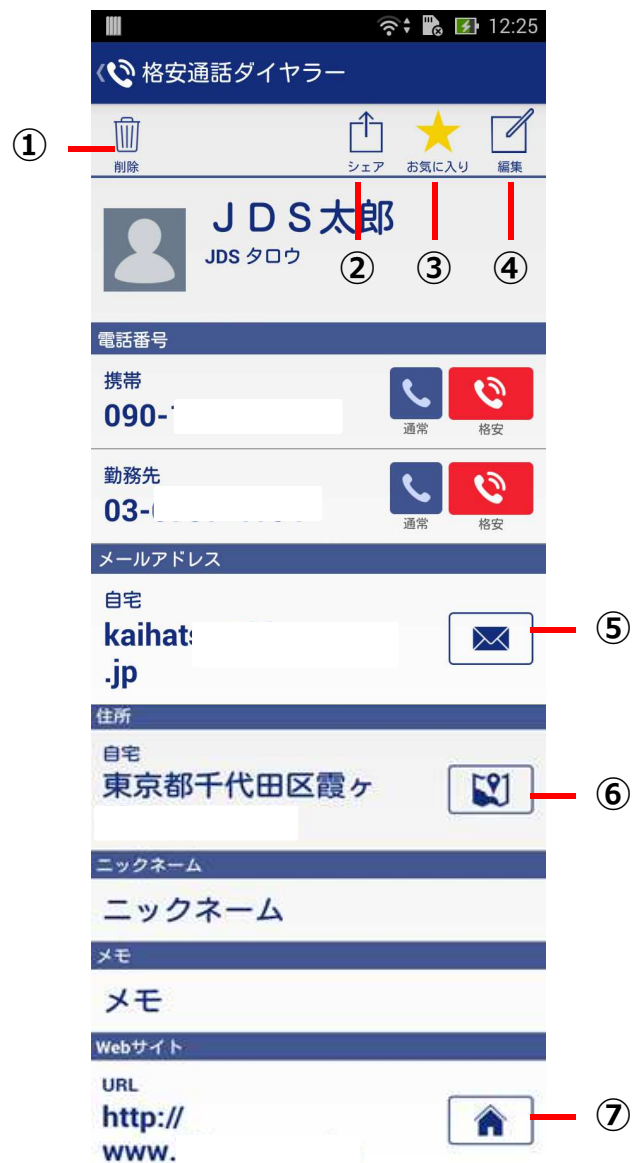 12:25
格安通話ダイヤラー
①
削除
シェア
お気に入り
編集
ＪＤＳ太郎
JDS タロウ
②
③
④
電話番号
携帯
090-
通常
格安
勤務先
03-
通常
格安
メールアドレス
自宅
kaihats
.jp
⑤
住所
自宅
東京都千代田区霞ヶ
⑥
ニックネーム
ニックネーム
メモ
メモ
Webサイト
URL
http://
www.
⑦